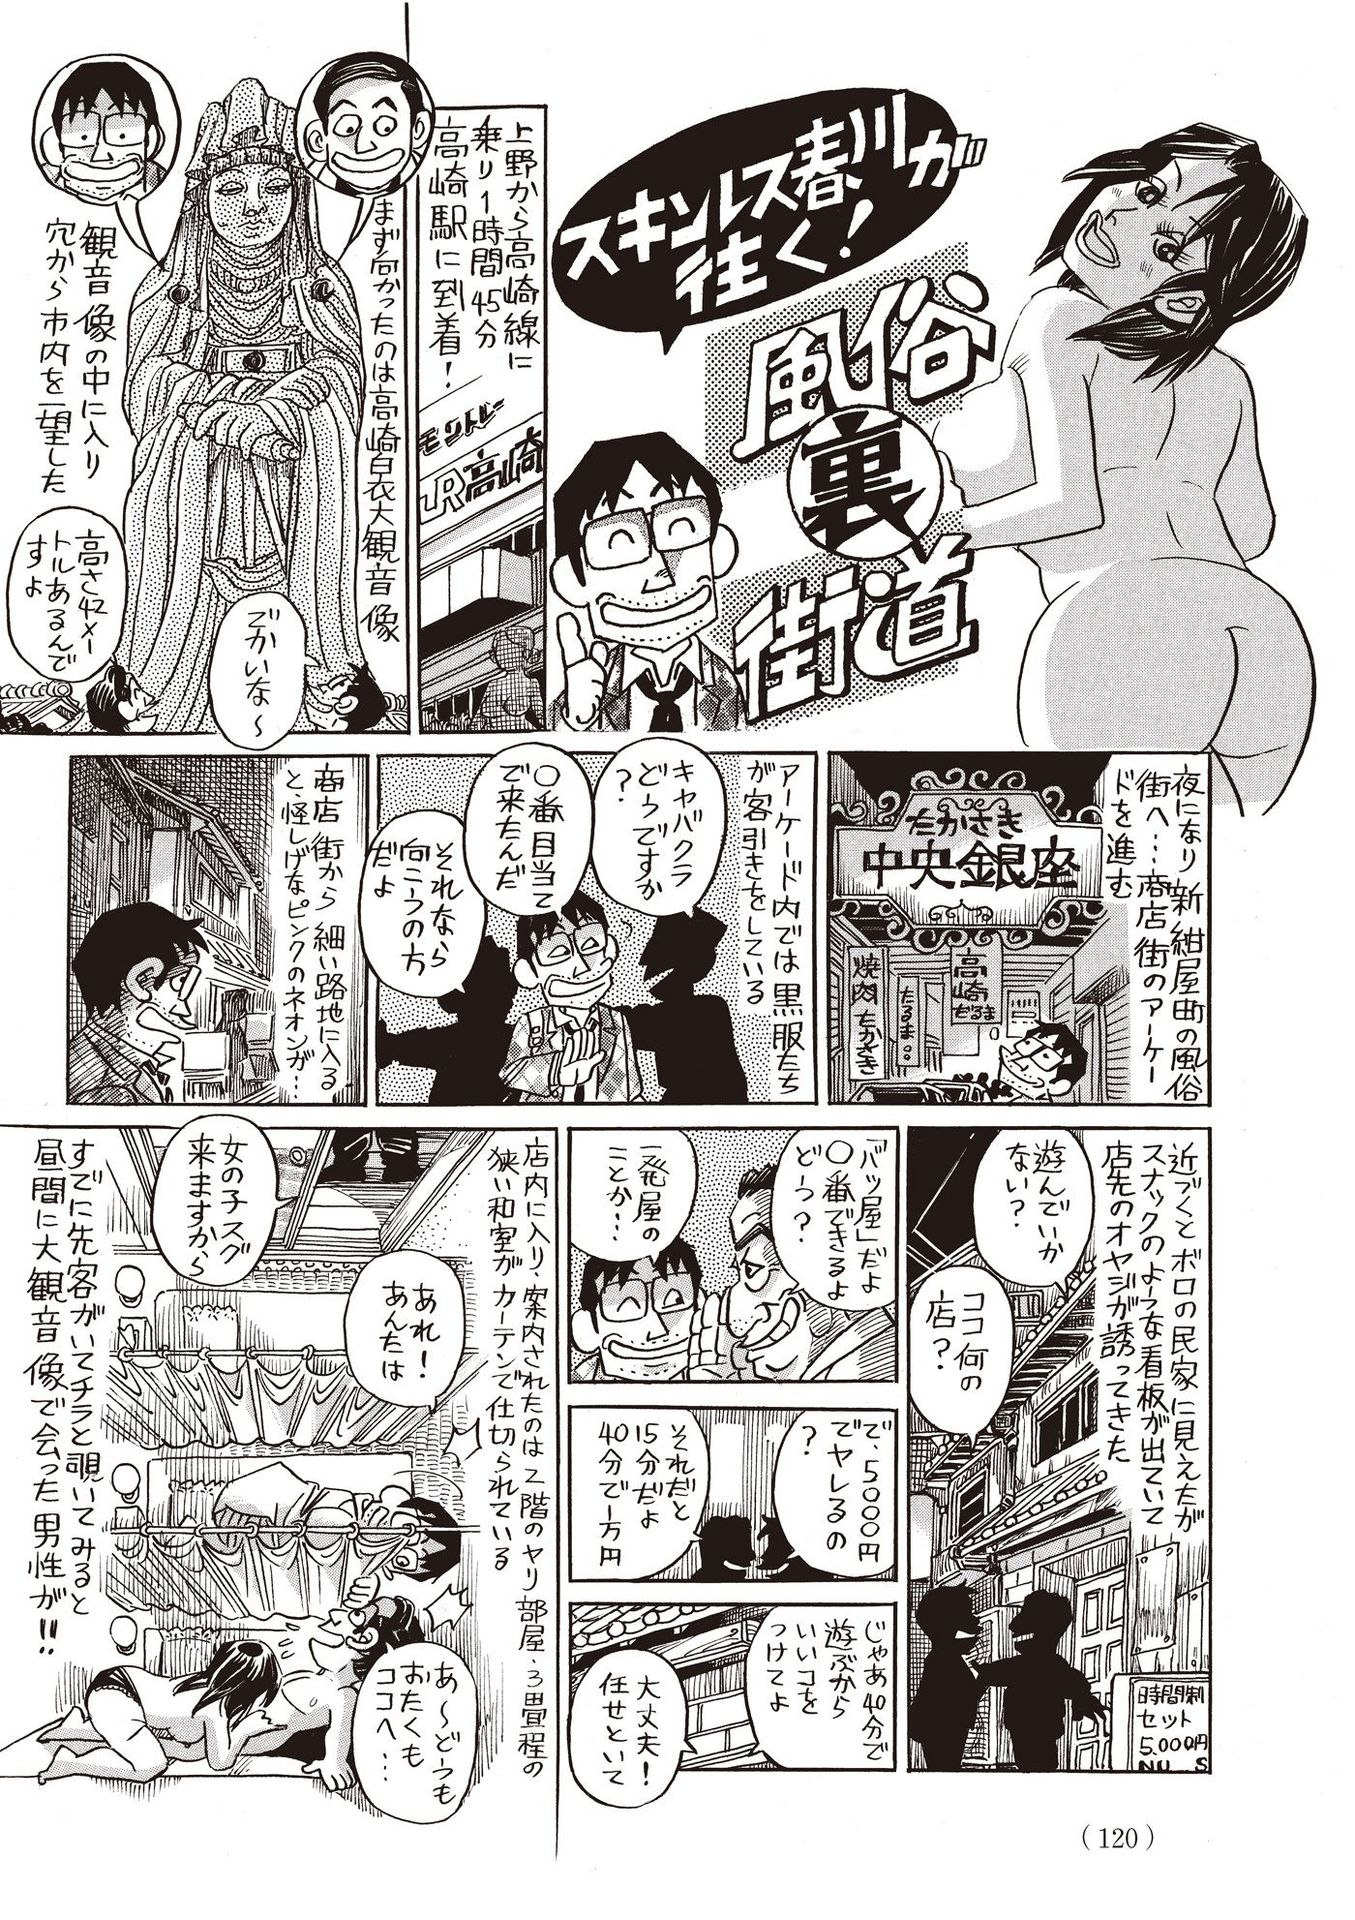 スキンレス春川が
往く!
風俗
裏
街道
上野から高崎線に
乗り1時間45分
高崎駅に到着!
モントレー
JR高崎
まず向かったのは高崎白衣大観音像
観音像の中に入り
穴から市内を一望した
でかいな〜
高さ42メー
トルあるんで
すよ
夜になり新紺屋町の風俗
街へ…商店街のアーケー
ドを進む
たかさき
中央銀座
高崎だるま
だるま…
焼肉たかさき
アーケード内では黒服たち
が客引きをしている
キャバクラ
どうですか
?
〇番目当て
で来たんだ
それなら
向こうの方
だよ
商店街から細い路地に入る
と、怪しげなピンクのネオンが…
近づくとボロの民家に見えたが
スナックのような看板が出ていて
店先のオヤジが誘ってきた
遊んでいか
ない?
ココ何の
店?
時間制
セット
5.000円
NU S
「バッ屋」だよ
〇番できるよ
どう?
一発屋の
ことか…
で、5000円
でヤレるの
?
それだと
15分だよ
40分で1万円
じゃあ40分で
遊ぶから
いいコを
つけてよ
大丈夫!
任せといて
店内に入り、案内されたのは2階のヤリ部屋・3畳程の
狭い和室がカーテンで仕切られている
女の子スグ
来ますから
あれ!
あんたは
あ〜どうも
おたくも
ココへ…
すでに先客がいてチラと覗いてみると
昼間に大観音像で会った男性が!!
(120)